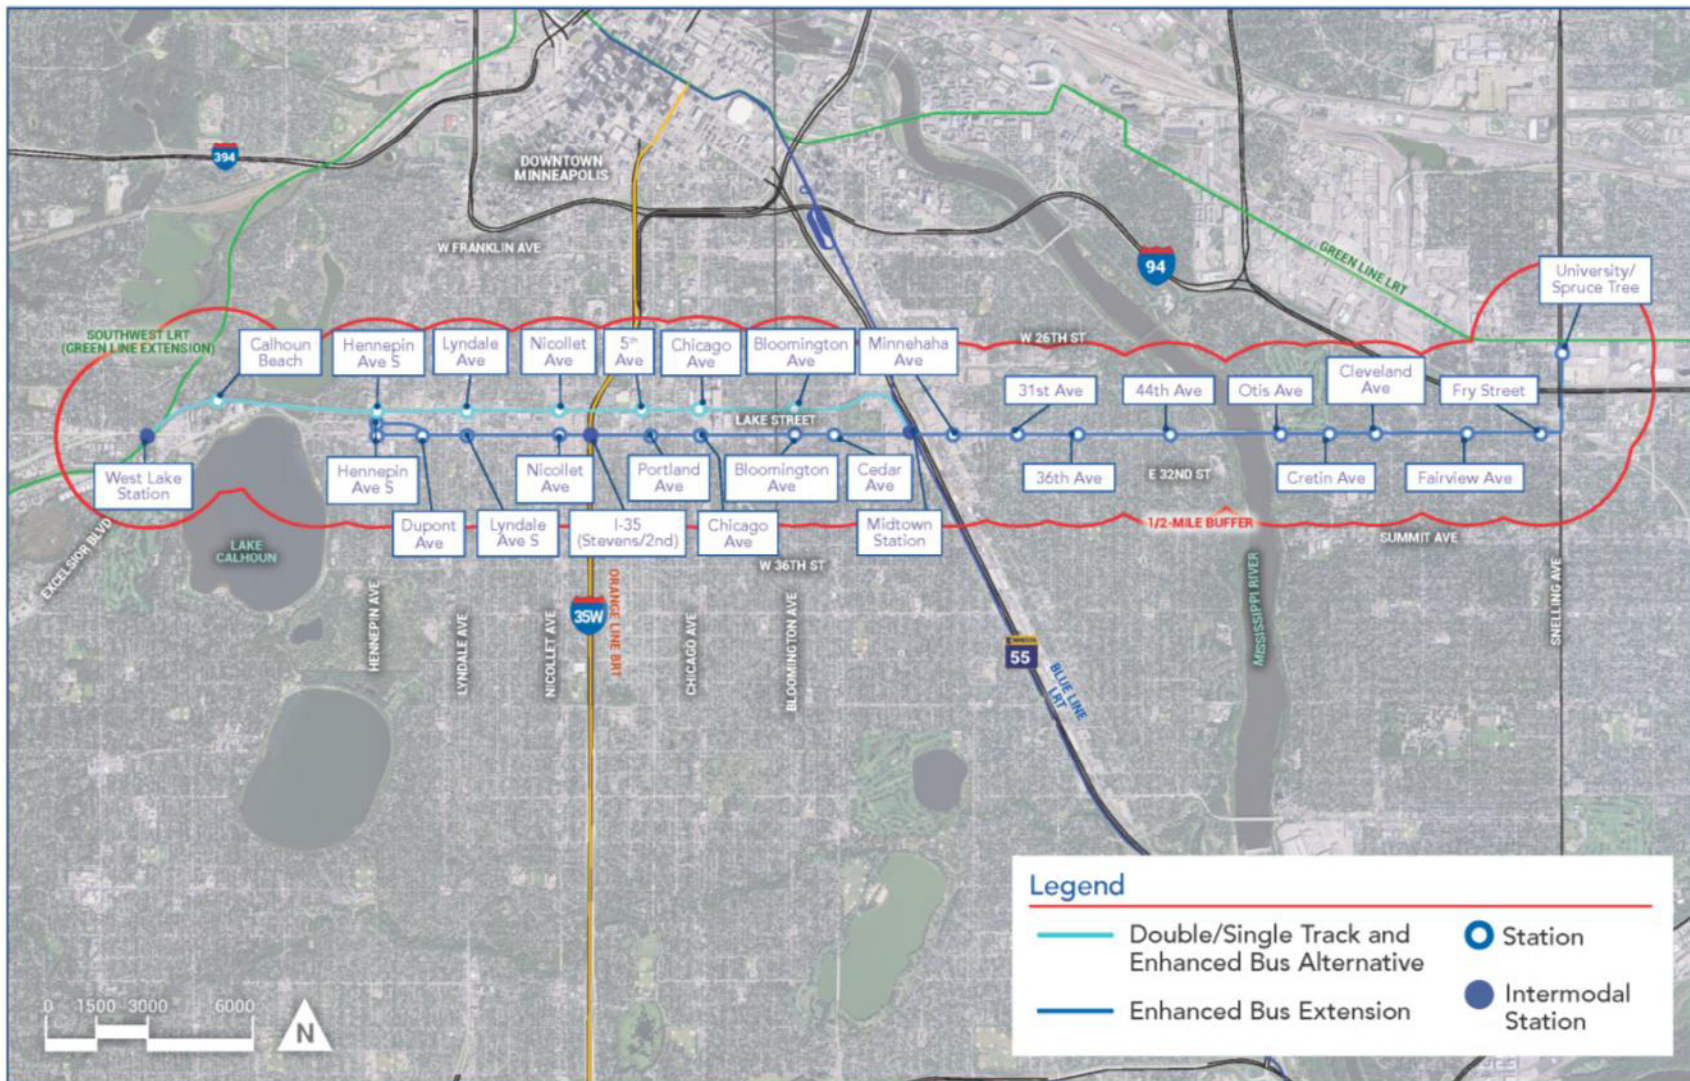 394
DOWNTOWN
MINNEAPOLIS
W FRANKLIN AVE
94
GREEN LINE LRT
University/
Spruce Tree
SOUTHWEST LRT
(GREEN LINE EXTENSION)
Calhoun
Beach
Hennepin
Ave S
Lyndale
Ave
Nicollet
Ave
5th
Ave
Chicago
Ave
Bloomington
Ave
Minnehaha
Ave
W 26TH ST
31st Ave
44th Ave
Otis Ave
Cleveland
Ave
Fry Street
LAKE STREET
West Lake
Station
Hennepin
Ave S
Nicollet
Ave
Portland
Ave
Bloomington
Ave
Cedar
Ave
36th Ave
E 32ND ST
Cretin Ave
Fairview Ave
Dupont
Ave
Lyndale
Ave S
I-35
(Stevens/2nd)
Chicago
Ave
Midtown
Station
1/2-MILE BUFFER
SUMMIT AVE
EXCELSIOR BLVD
LAKE
CALHOUN
W 36TH ST
HENNEPIN AVE
LYNDALE AVE
NICOLLET AVE
35W
ORANGE LINE BRT
CHICAGO AVE
BLOOMINGTON AVE
55
BLUE LINE
LRT
MISSISSIPPI RIVER
SNELLING AVE
Legend
Double/Single Track and
Enhanced Bus Alternative
Station
Enhanced Bus Extension
Intermodal
Station
0 1500 3000 6000
N